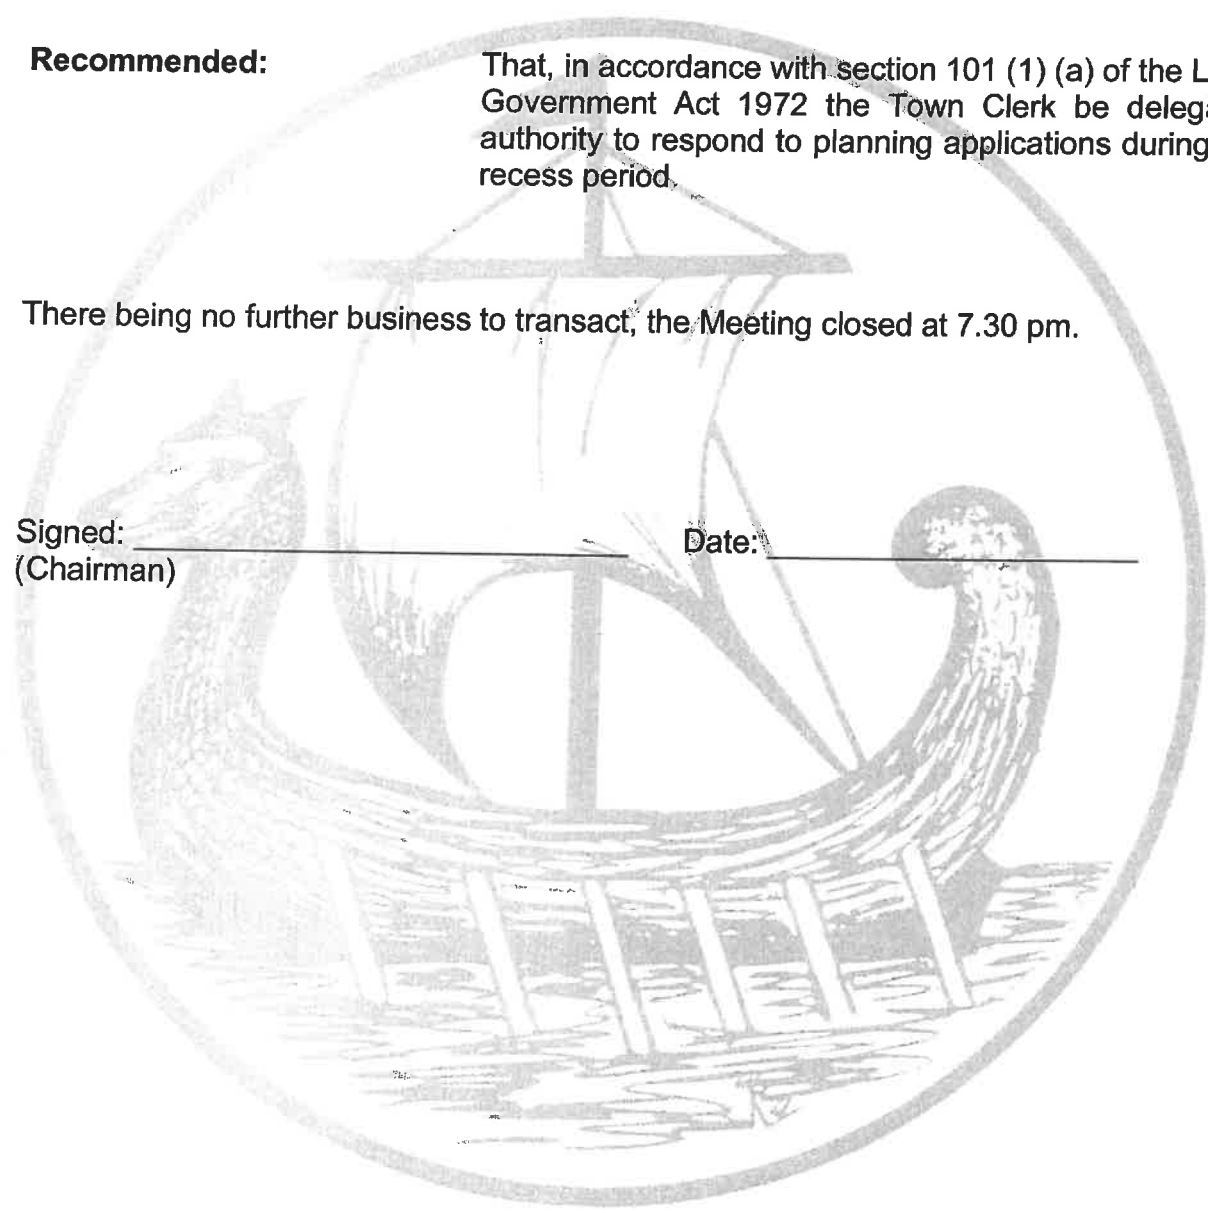 Recommended: That, in accordance with section 101 (1) (a) of the L
Government Act 1972 the Town Clerk be delega
authority to respond to planning applications during
recess period.
There being no further business to transact, the Meeting closed at 7.30 pm.
Signed: Date:
(Chairman)